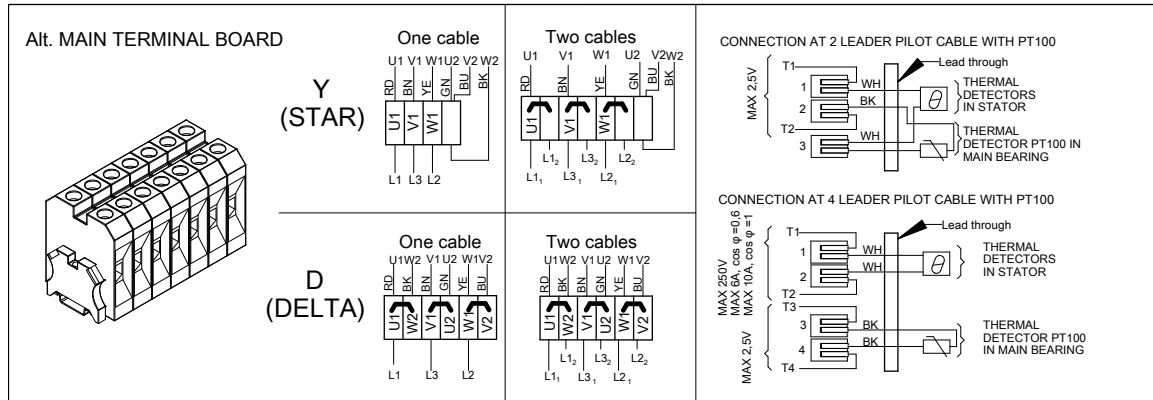 Alt. MAIN TERMINAL BOARD
Y
(STAR)
One cable
U1 V1 W1 U2 V2 W2
RD BN YE GN BU BK
U1 V1 W1
L1 L3 L2
Two cables
U1 V1 W1 U2 V2 W2
RD BN YE GN BU BK
U1 V1 W1
L1₂ L3₂ L2₂
L1₁ L3₁ L2₁
D
(DELTA)
One cable
U1 W2 V1 U2 W1 V2
RD BK BN GN YE BU
U1 W2 V1 U2 W1 V2
L1 L3 L2
Two cables
U1 W2 V1 U2 W1 V2
RD BK BN GN YE BU
U1 W2 V1 U2 W1 V2
L1₂ L3₂ L2₂
L1₁ L3₁ L2₁
CONNECTION AT 2 LEADER PILOT CABLE WITH PT100
Lead through
T1
MAX 2,5V
1
WH
THERMAL
DETECTORS
IN STATOR
2
BK
T2
3
WH
THERMAL
DETECTOR PT100 IN
MAIN BEARING
CONNECTION AT 4 LEADER PILOT CABLE WITH PT100
Lead through
T1
MAX 250V
MAX 6A, cos φ =0,6
MAX 10A, cos φ =1
1
WH
THERMAL
DETECTORS
IN STATOR
2
WH
T2
T3
MAX 2,5V
3
BK
THERMAL
DETECTOR PT100
IN MAIN BEARING
4
BK
T4